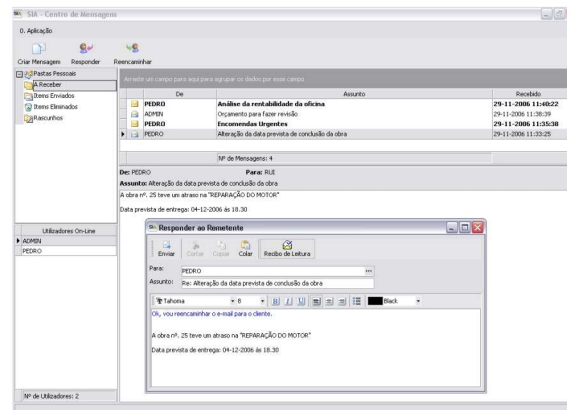 SIA - Centro de Mensagens
0. Aplicação
Criar Mensagem Responder Reencaminhar
Pastas Pessoais
A Receber
Itens Enviados
Itens Eliminados
Rascunhos
Arraste um campo para aqui para agrupar os dados por esse campo
De Assunto Recebido
PEDRO Análise da rentabilidade da oficina 29-11-2006 11:40:22
ADMIN Orçamento para fazer revisão 29-11-2006 11:38:39
PEDRO Encomendas Urgentes 29-11-2006 11:35:38
PEDRO Alteração da data prevista de conclusão da obra 29-11-2006 11:33:25
Nº de Mensagens: 4
De: PEDRO Para: RUI
Assunto: Alteração da data prevista de conclusão da obra
A obra nº. 25 teve um atraso na "REPARAÇÃO DO MOTOR"
Data prevista de entrega: 04-12-2006 às 18.30
Utilizadores On-Line
ADMIN
PEDRO
Nº de Utilizadores: 2
Responder ao Remetente
Enviar Cortar Copiar Colar Recibo de Leitura
Para: PEDRO ...
Assunto: Re: Alteração da data prevista de conclusão da obra
Tahoma 8 B I U Black
Ok, vou reencaminhar o e-mail para o cliente.
A obra nº. 25 teve um atraso na "REPARAÇÃO DO MOTOR"
Data prevista de entrega: 04-12-2006 às 18.30